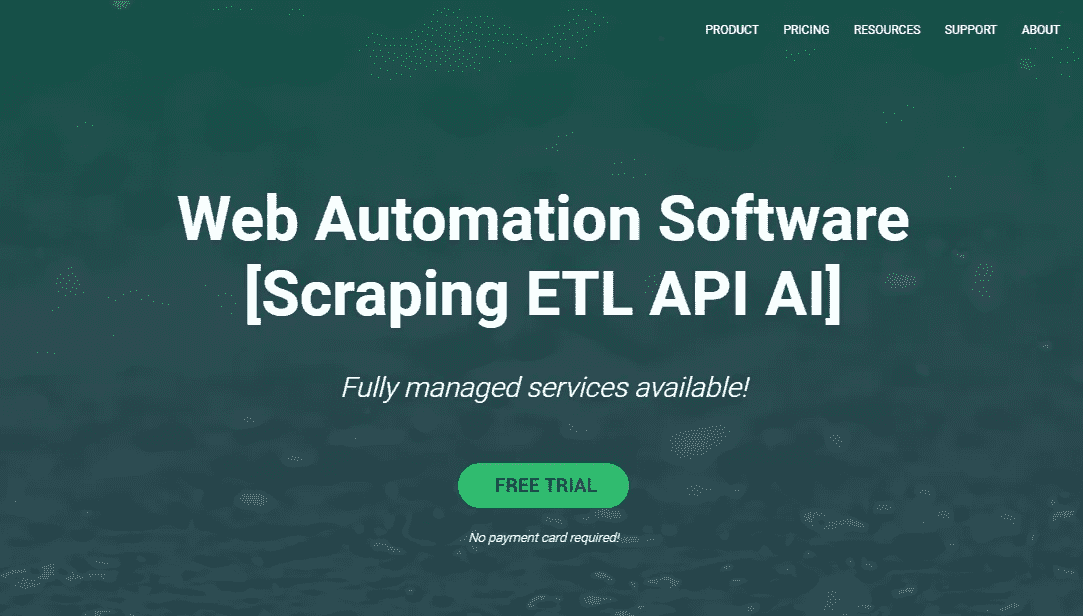 PRODUCT PRICING RESOURCES SUPPORT ABOUT
Web Automation Software
[Scraping ETL API AI]
Fully managed services available!
FREE TRIAL
No payment card required!